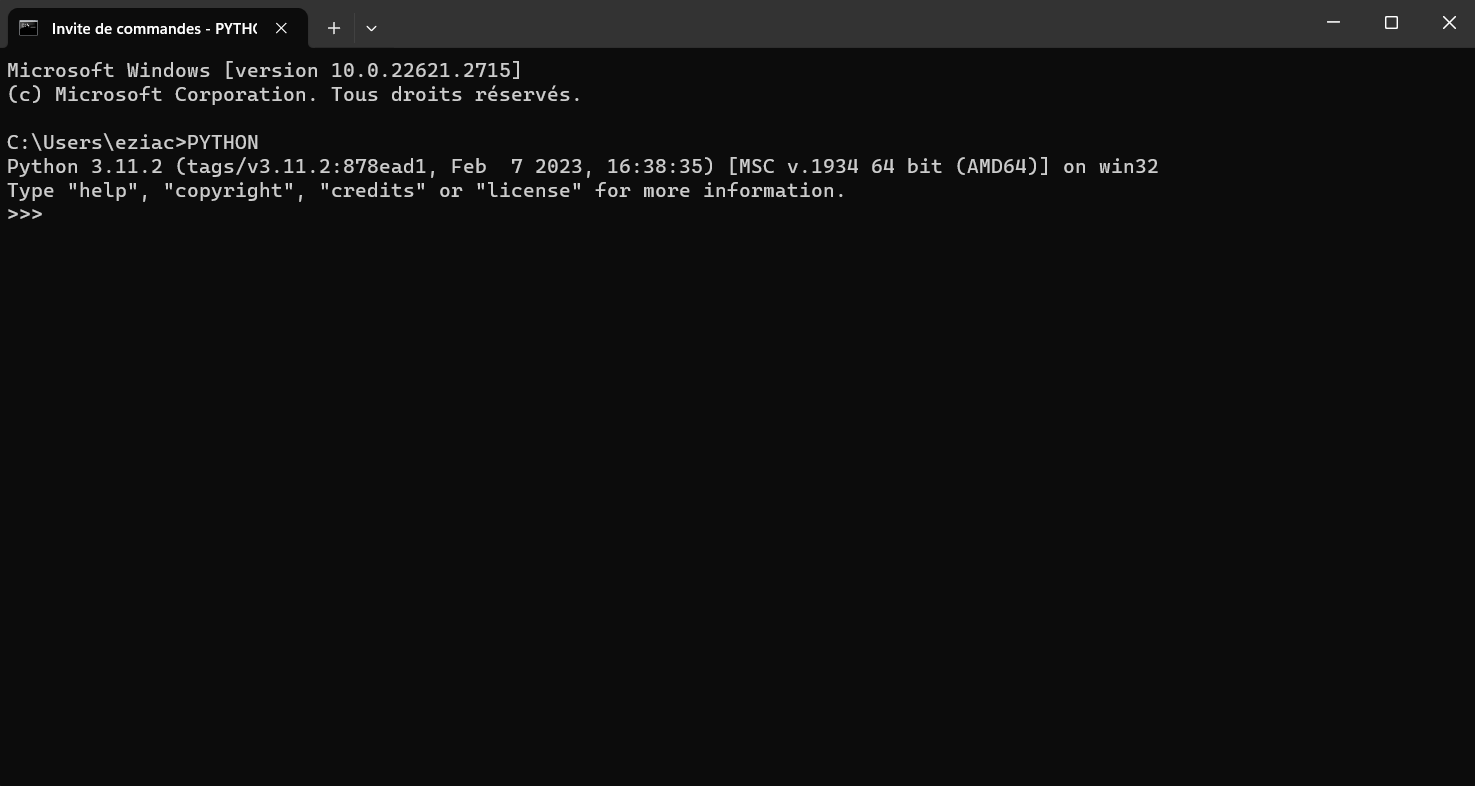 Invite de commandes - PYTHO
Microsoft Windows [version 10.0.22621.2715]
(c) Microsoft Corporation. Tous droits réservés.
C:\Users\eziac>PYTHON
Python 3.11.2 (tags/v3.11.2:878ead1, Feb  7 2023, 16:38:35) [MSC v.1934 64 bit (AMD64)] on win32
Type "help", "copyright", "credits" or "license" for more information.
>>>